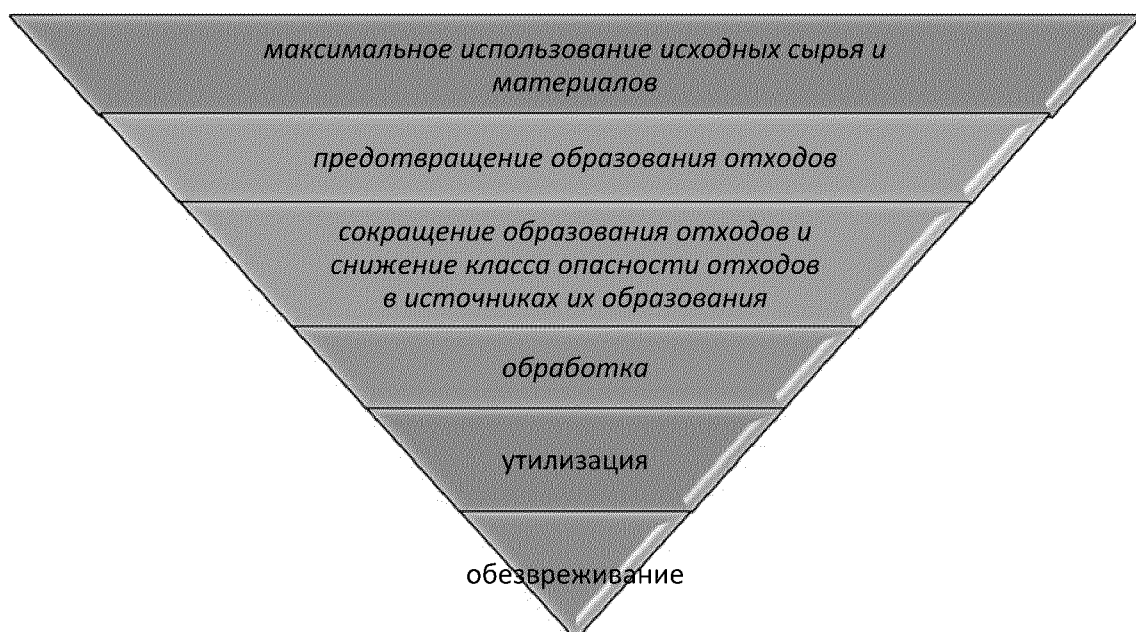 максимальное использование исходных сырья и
материалов
предотвращение образования отходов
сокращение образования отходов и
снижение класса опасности отходов
в источниках их образования
обработка
утилизация
обезвреживание